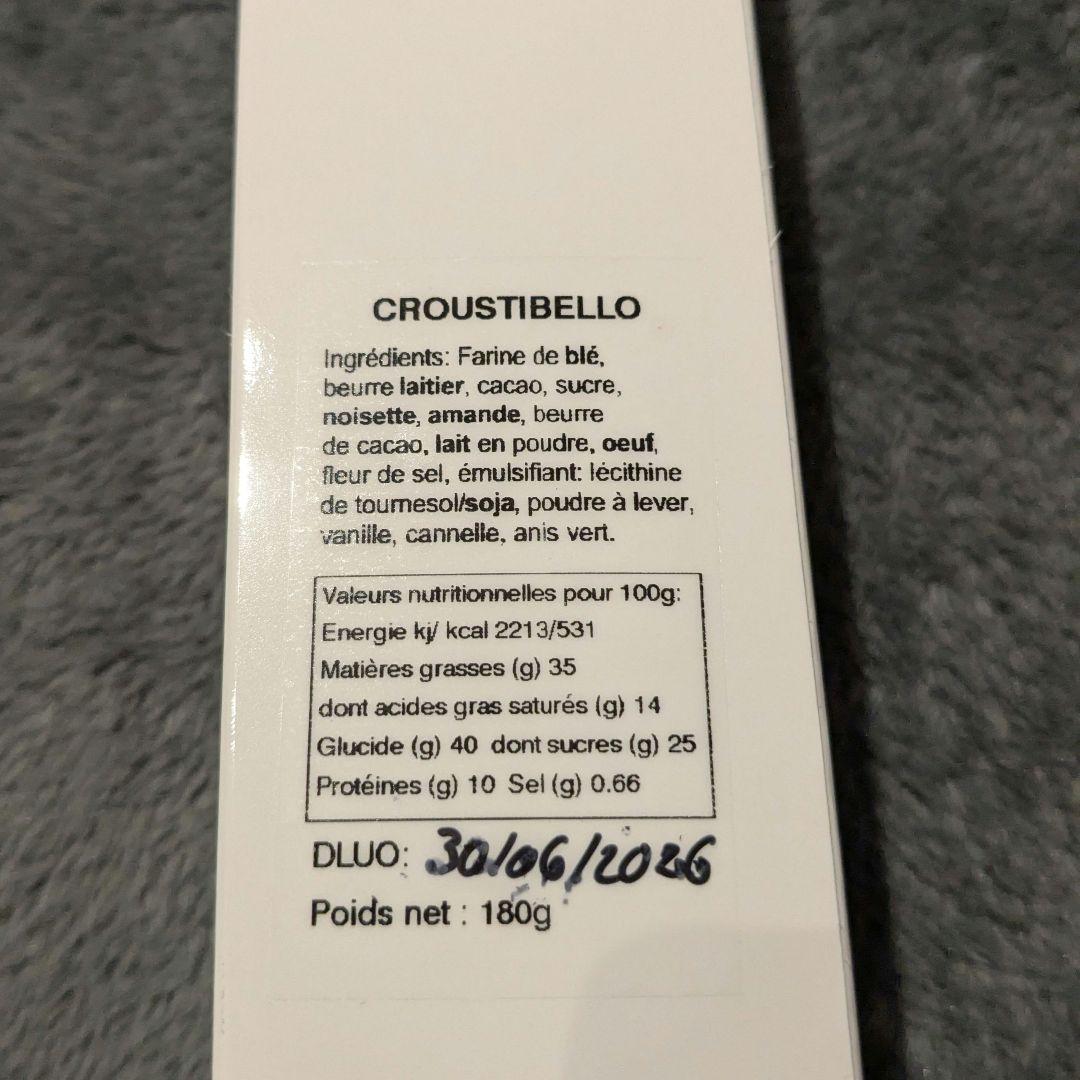 CROUSTIBELLO
Ingrédients: Farine de blé,
beurre laitier, cacao, sucre,
noisette, amande, beurre
de cacao, lait en poudre, oeuf,
fleur de sel, émulsifiant: lécithine
de tournesol/soja, poudre à lever,
vanille, cannelle, anis vert.
Valeurs nutritionnelles pour 100g:
Energie kj/ kcal 2213/531
Matières grasses (g) 35
dont acides gras saturés (g) 14
Glucide (g) 40 dont sucres (g) 25
Protéines (g) 10 Sel (g) 0.66
DLUO: 30/06/2026
Poids net : 180g